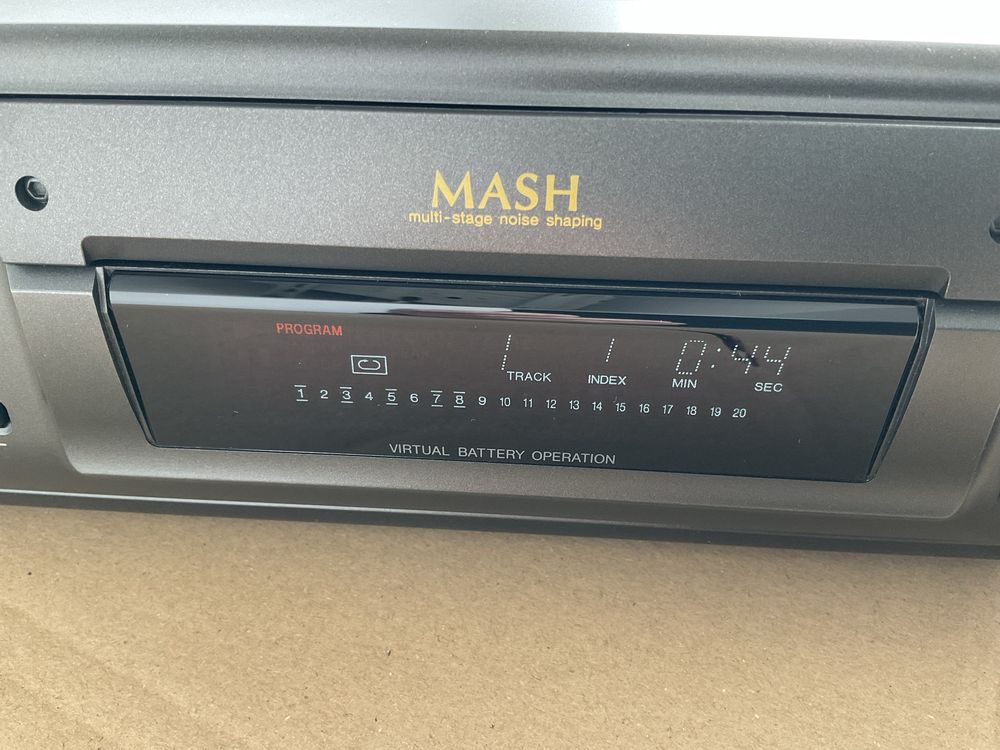 MASH
multi-stage noise shaping
PROGRAM
1 1 0:44
TRACK INDEX MIN SEC
1 2 3 4 5 6 7 8 9 10 11 12 13 14 15 16 17 18 19 20
VIRTUAL BATTERY OPERATION